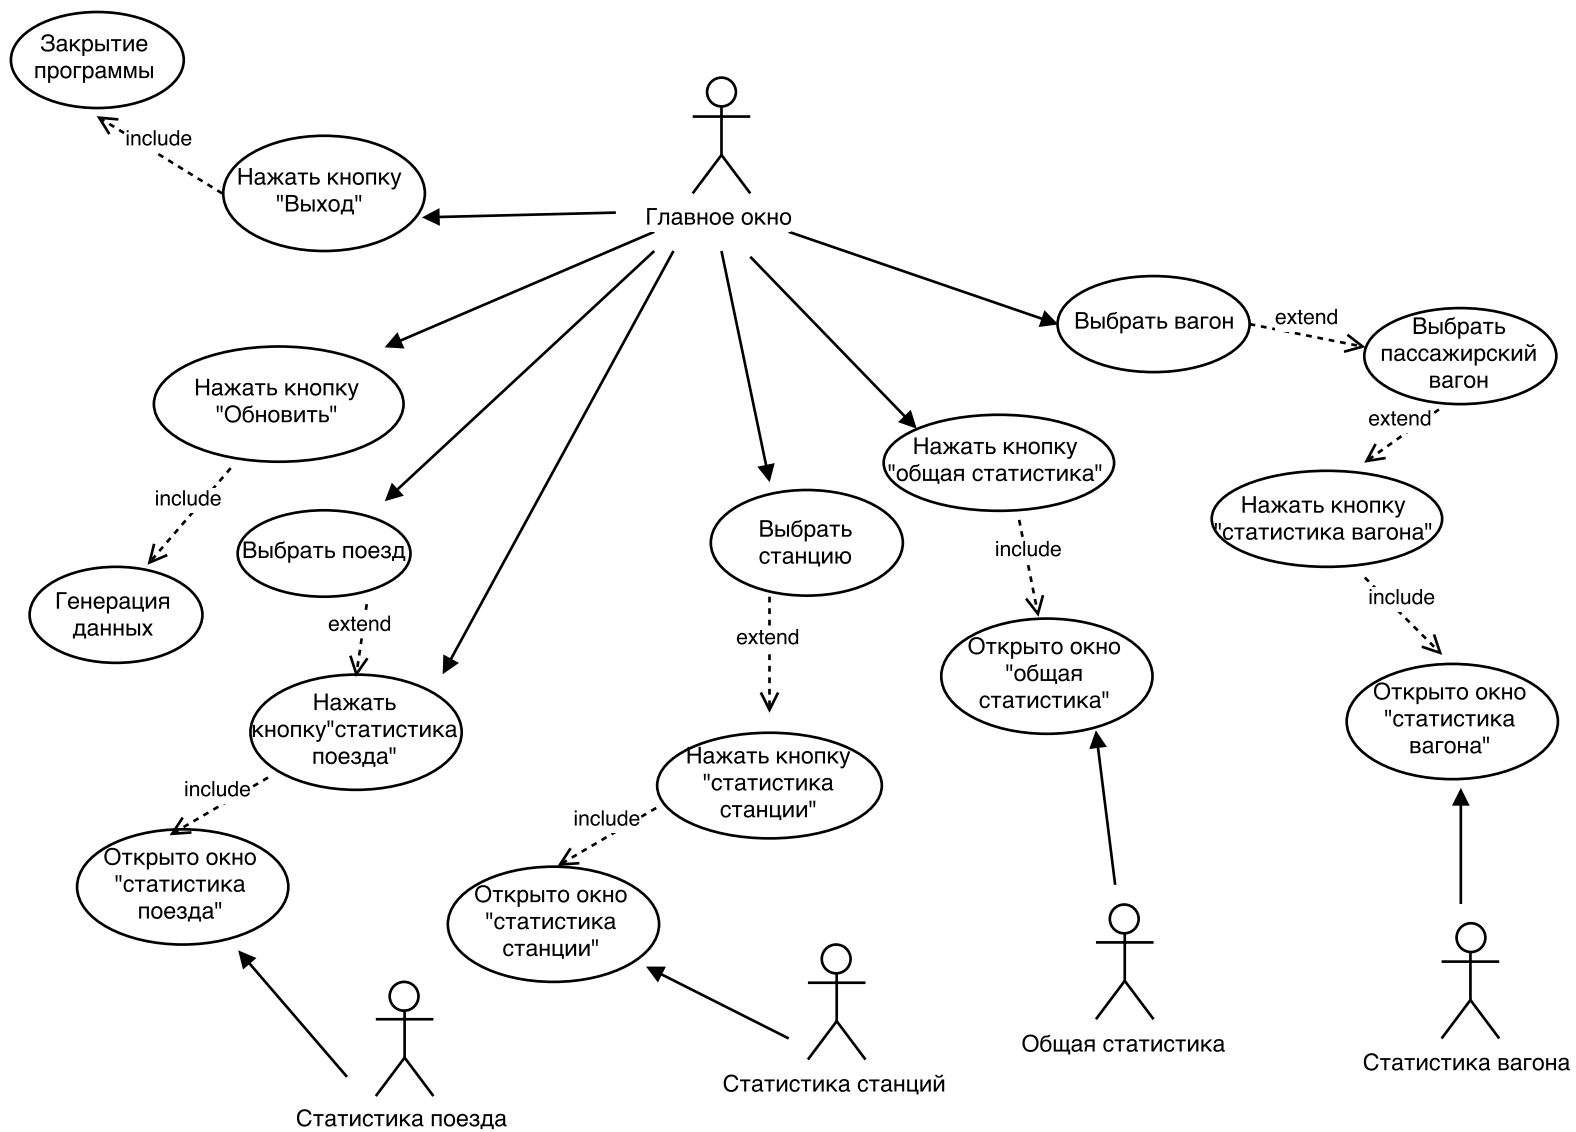 Закрытие
программы
include
Нажать кнопку
"Выход"
Главное окно
Выбрать вагон
extend
Выбрать
пассажирский
вагон
extend
Нажать кнопку
"Обновить"
include
Генерация
данных
Выбрать поезд
extend
Нажать
кнопку"статистика
поезда"
include
Открыто окно
"статистика
поезда"
Статистика поезда
Выбрать
станцию
extend
Нажать кнопку
"статистика
станции"
include
Открыто окно
"статистика
станции"
Статистика станций
Нажать кнопку
"общая статистика"
include
Открыто окно
"общая
статистика"
Общая статистика
Нажать кнопку
"статистика вагона"
include
Открыто окно
"статистика
вагона"
Статистика вагона